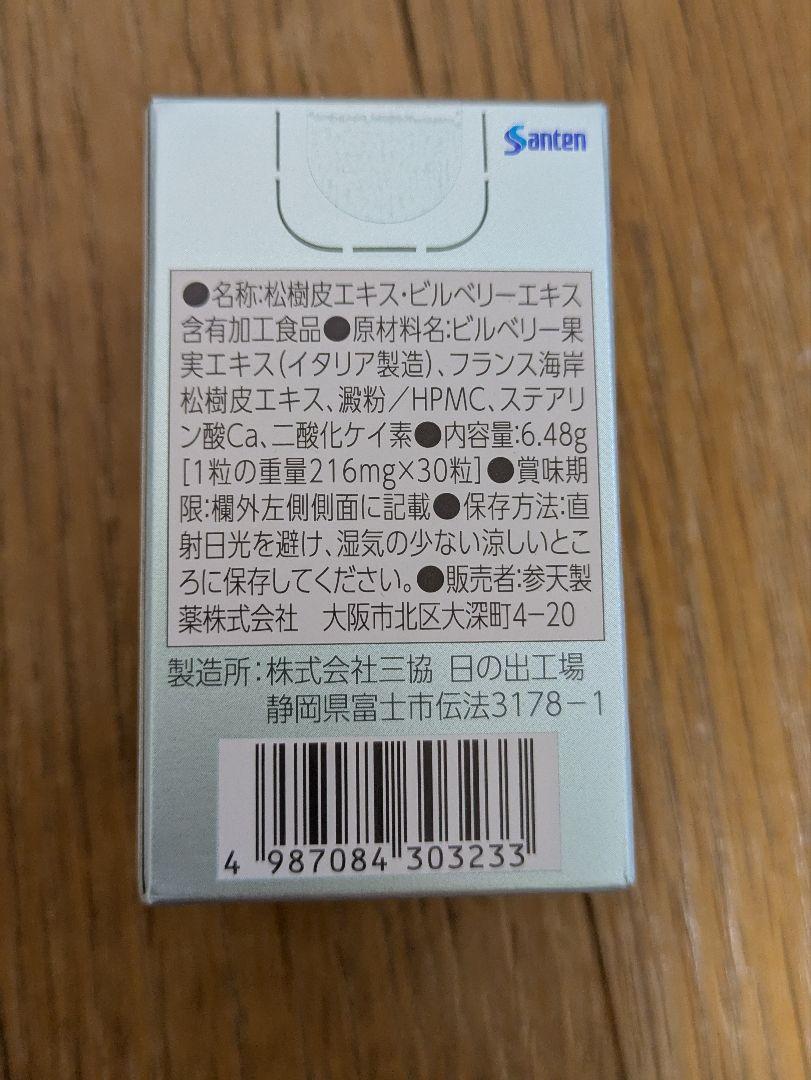 Santen
●名称:松樹皮エキス・ビルベリーエキス
含有加工食品●原材料名:ビルベリー果
実エキス(イタリア製造)、フランス海岸
松樹皮エキス、澱粉/HPMC、ステアリ
ン酸Ca、二酸化ケイ素●内容量:6.48g
[1粒の重量216mg×30粒]●賞味期
限:欄外左側側面に記載●保存方法:直
射日光を避け、湿気の少ない涼しいとこ
ろに保存してください。●販売者:参天製
薬株式会社 大阪市北区大深町4-20
製造所:株式会社三協 日の出工場
静岡県富士市伝法3178-1
4 987084 303233